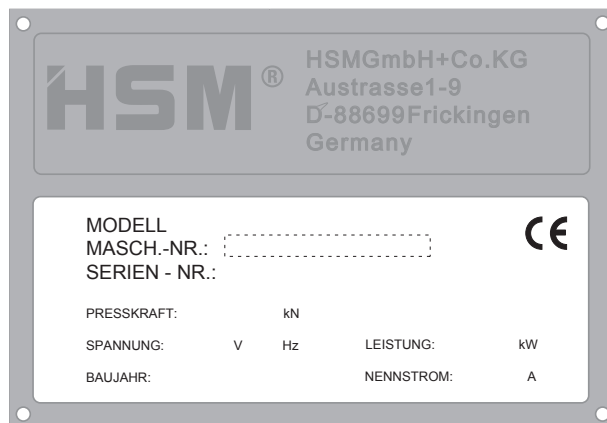 HSM®
HSMGmbH+Co.KG
Austrasse1-9
D-88699Frickingen
Germany
MODELL
MASCH.-NR.:
SERIEN - NR.:
CE
PRESSKRAFT: kN
SPANNUNG: V Hz LEISTUNG: kW
BAUJAHR: NENNSTROM: A